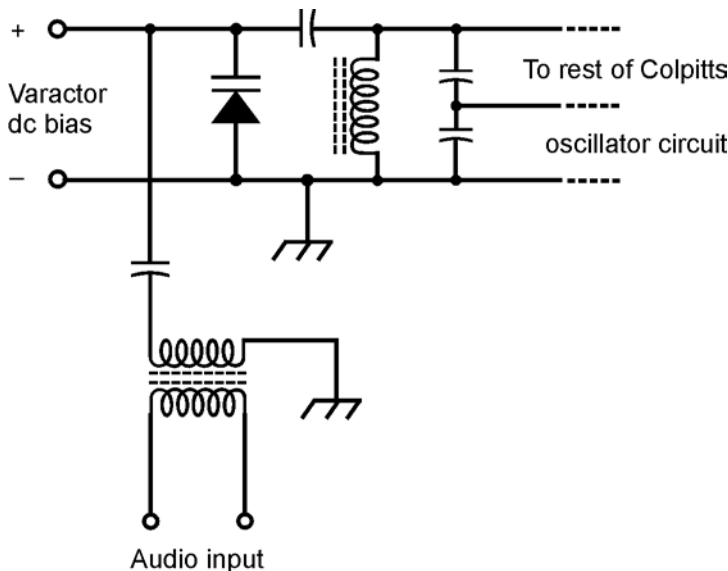 +
Varactor
dc bias
−
To rest of Colpitts
oscillator circuit
Audio input